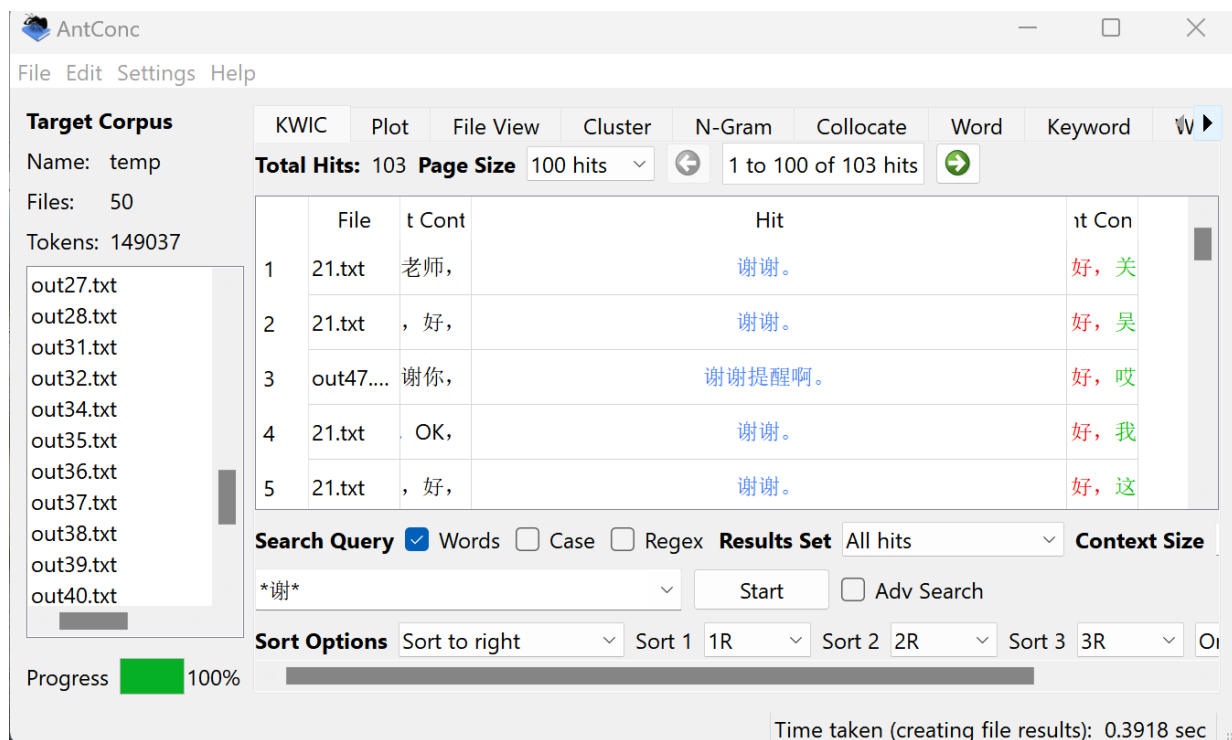 AntConc
File Edit Settings Help
Target Corpus
Name: temp
Files: 50
Tokens: 149037
out27.txt
out28.txt
out31.txt
out32.txt
out34.txt
out35.txt
out36.txt
out37.txt
out38.txt
out39.txt
out40.txt
Progress 100%
KWIC Plot File View Cluster N-Gram Collocate Word Keyword W
Total Hits: 103 Page Size 100 hits 1 to 100 of 103 hits
File t Cont Hit nt Con
1 21.txt 老师， 谢谢。 好，关
2 21.txt ，好， 谢谢。 好，吴
3 out47.... 谢你， 谢谢提醒啊。 好，哎
4 21.txt OK， 谢谢。 好，我
5 21.txt ，好， 谢谢。 好，这
Search Query Words Case Regex Results Set All hits Context Size
*谢* Start Adv Search
Sort Options Sort to right Sort 1 1R Sort 2 2R Sort 3 3R
Time taken (creating file results): 0.3918 sec